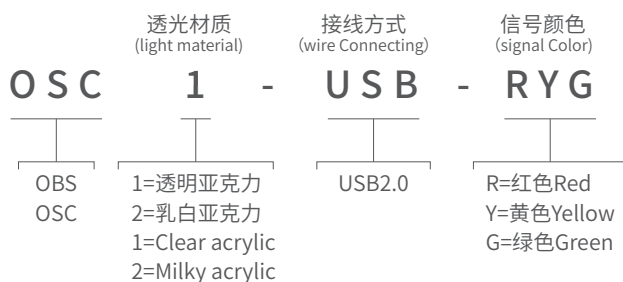 透光材质 接线方式 信号颜色
(light material) (wire Connecting) (signal Color)
OSC 1 - USB - RYG
OBS 1=透明亚克力 USB2.0 R=红色Red
OSC 2=乳白亚克力 Y=黄色Yellow
1=Clear acrylic G=绿色Green
2=Milky acrylic